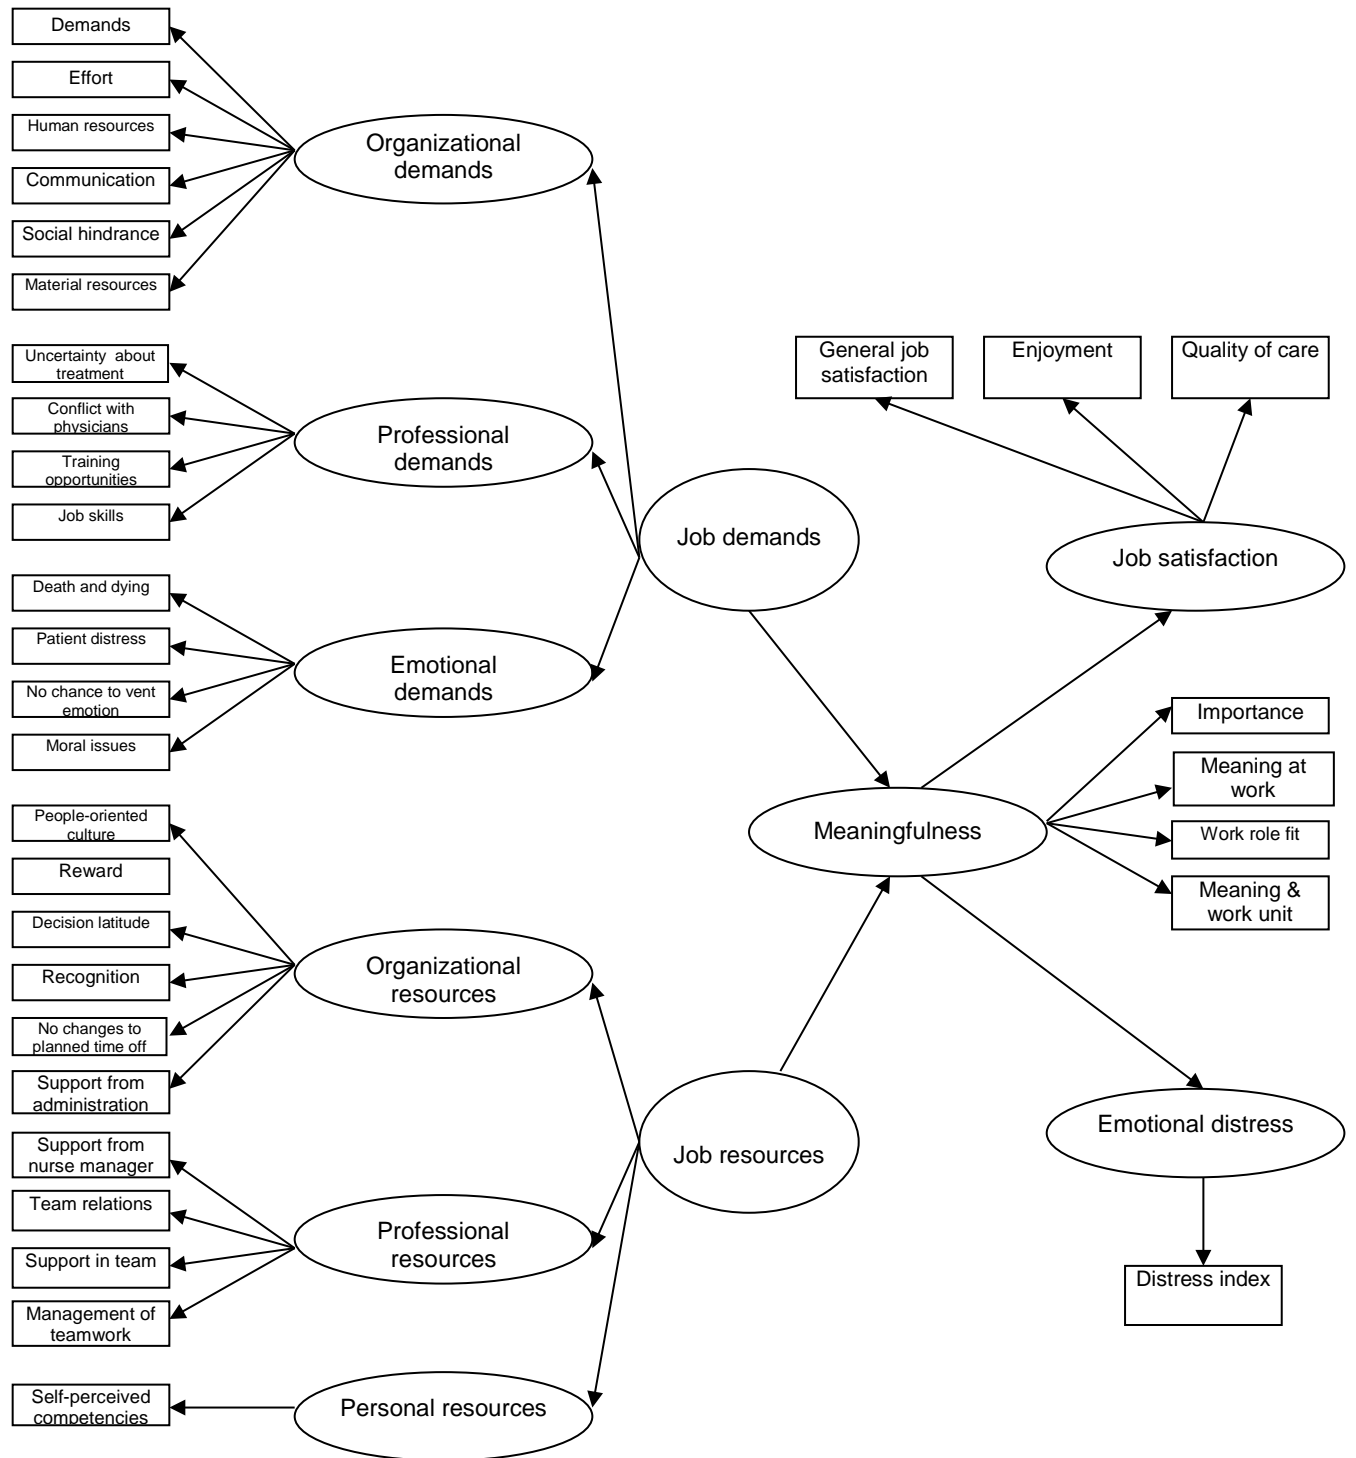 Demands
Effort
Human resources
Communication
Social hindrance
Material resources
Organizational
demands
Uncertainty about
treatment
Conflict with
physicians
Training
opportunities
Job skills
Professional
demands
Death and dying
Patient distress
No chance to vent
emotion
Moral issues
Emotional
demands
Job demands
General job
satisfaction
Enjoyment
Quality of care
Job satisfaction
Importance
Meaning at
work
Work role fit
Meaning &
work unit
Meaningfulness
People-oriented
culture
Reward
Decision latitude
Recognition
No changes to
planned time off
Support from
administration
Organizational
resources
Support from
nurse manager
Team relations
Support in team
Management of
teamwork
Professional
resources
Job resources
Self-perceived
competencies
Personal resources
Emotional distress
Distress index